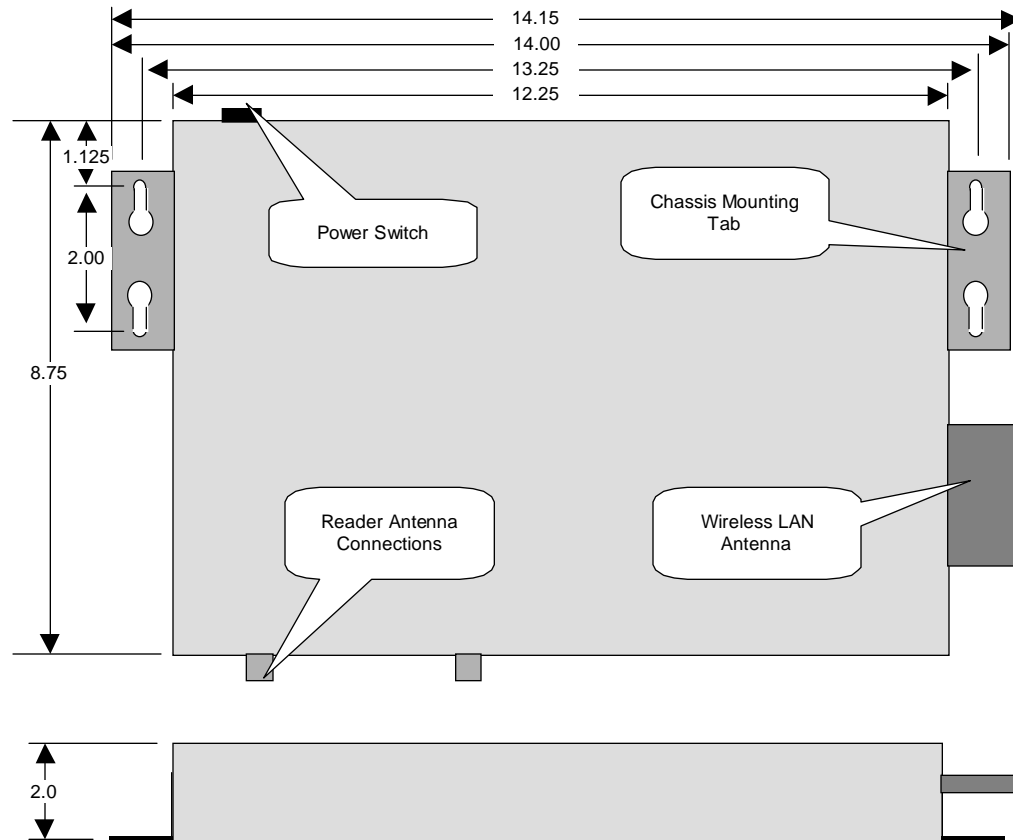 14.15
14.00
13.25
12.25
1.125
Power Switch
Chassis Mounting
Tab
2.00
8.75
Reader Antenna
Connections
Wireless LAN
Antenna
2.0